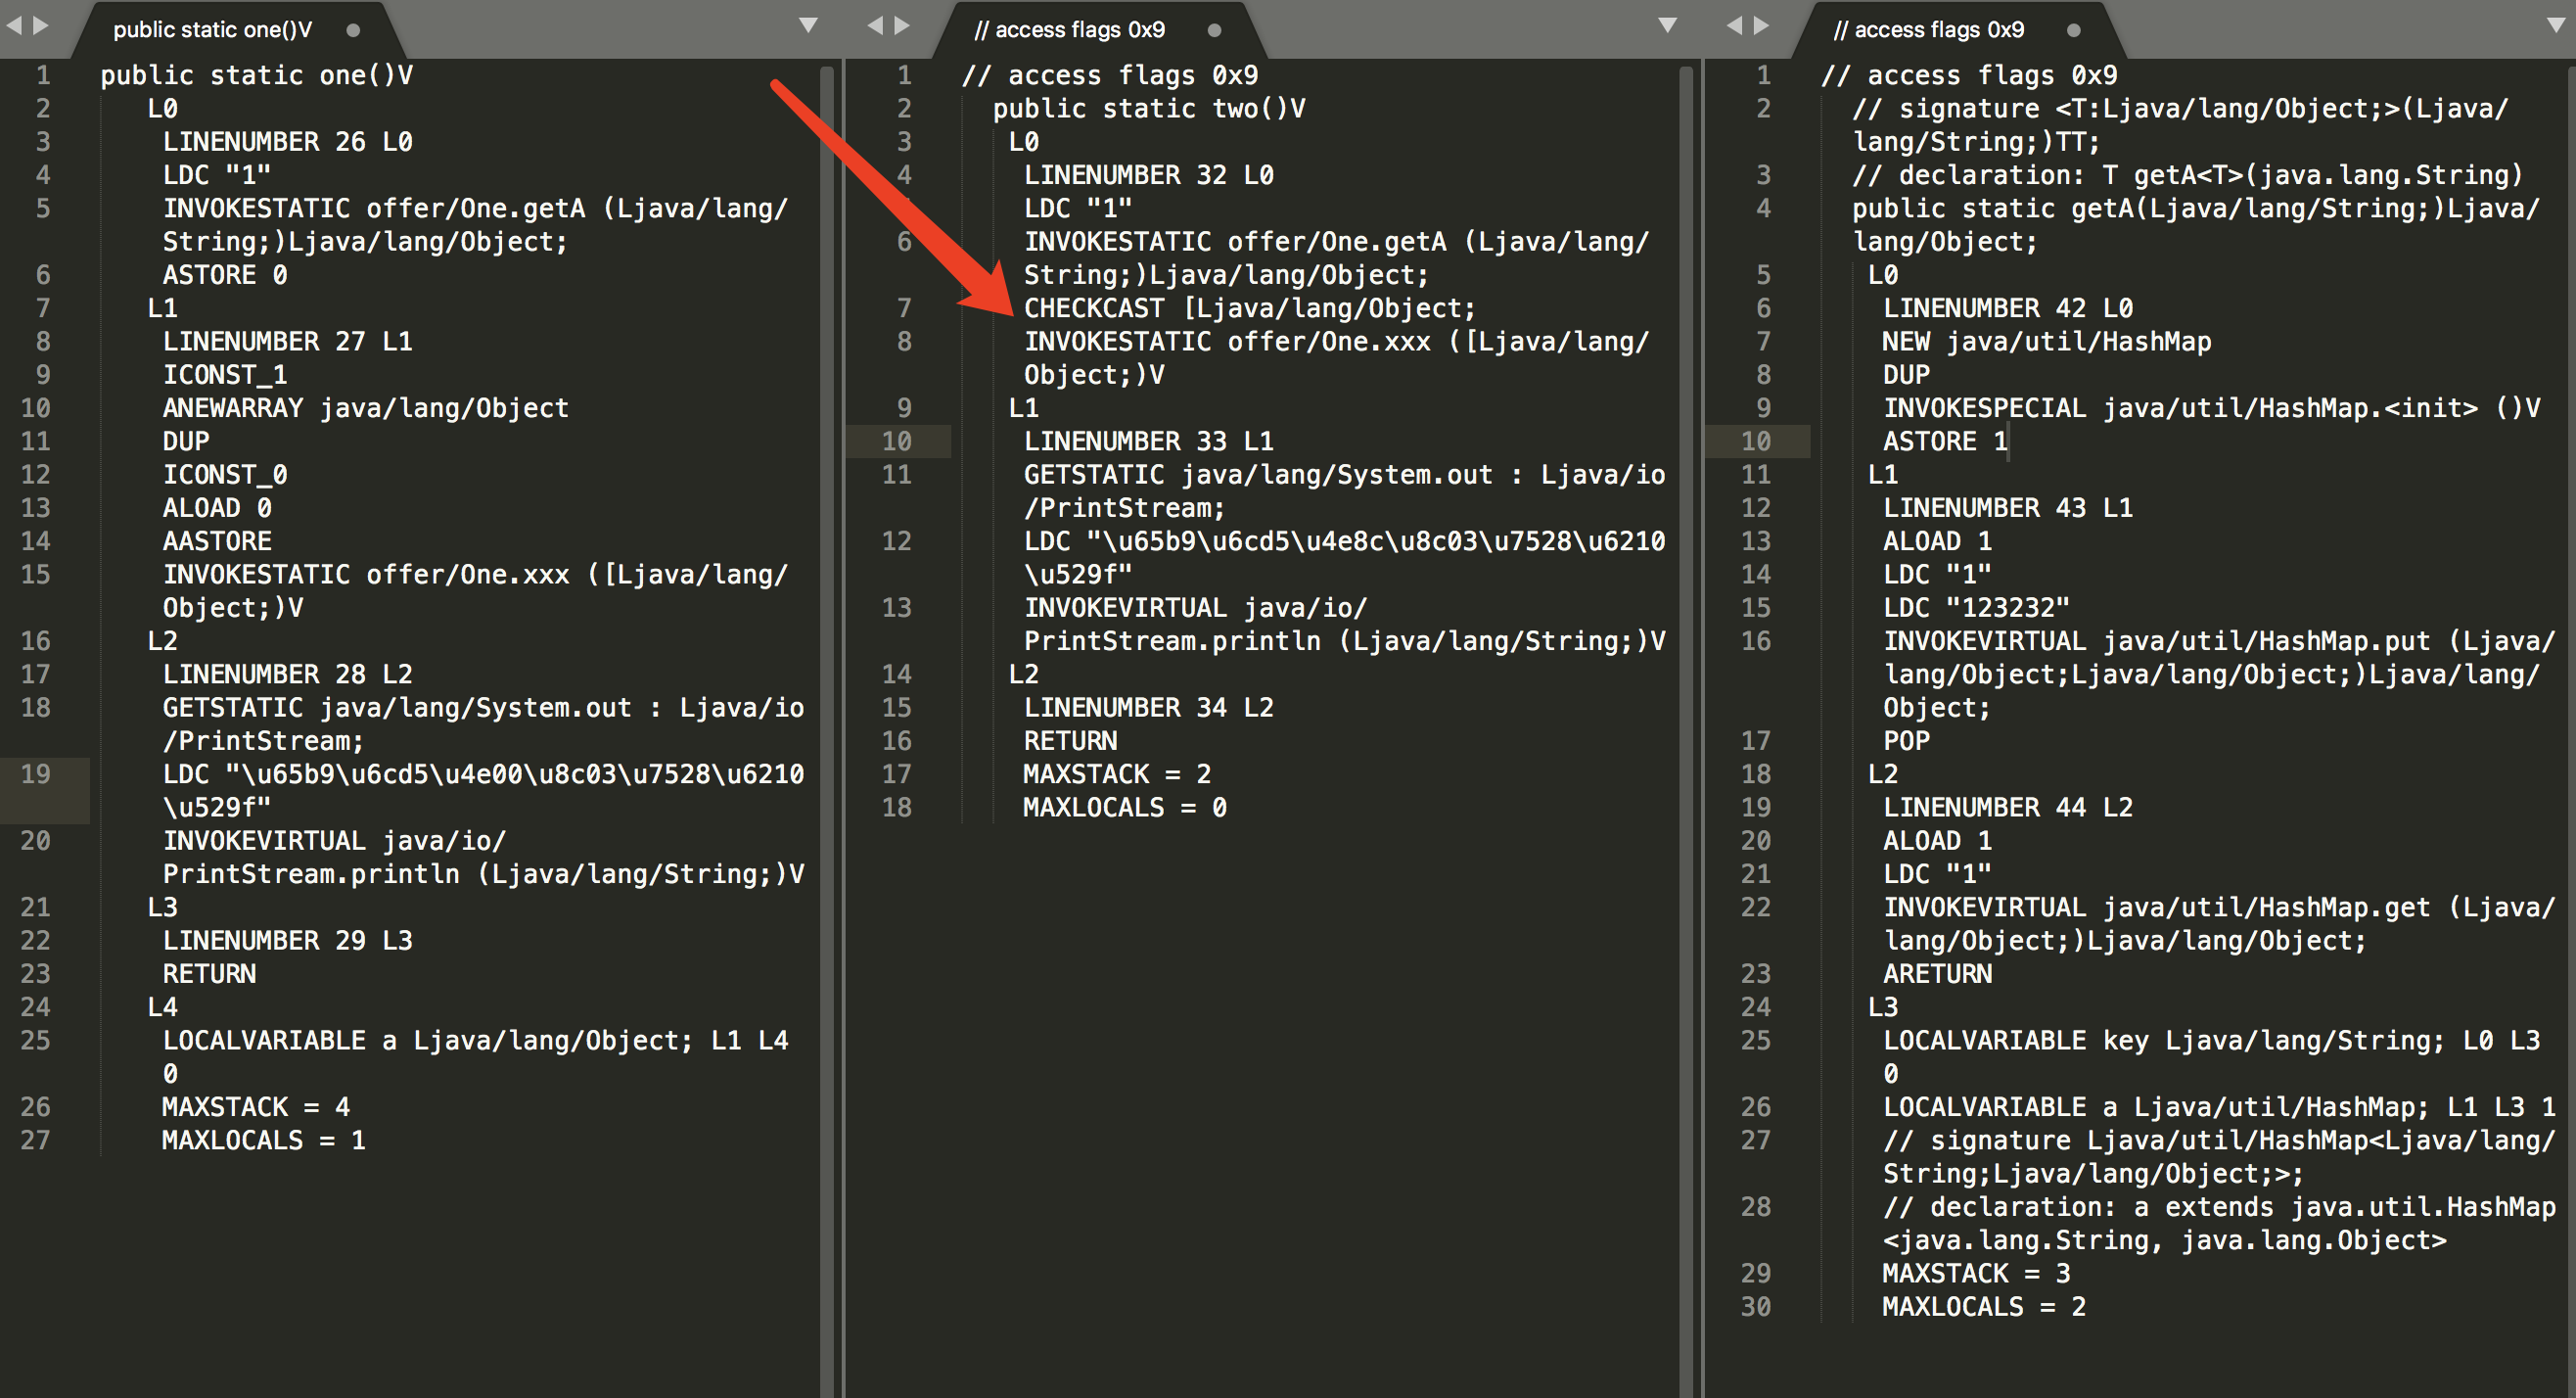 public static one()V
1 public static one()V
2 L0
3 LINENUMBER 26 L0
4 LDC "1"
5 INVOKESTATIC offer/One.getA (Ljava/lang/
String;)Ljava/lang/Object;
6 ASTORE 0
7 L1
8 LINENUMBER 27 L1
9 ICONST_1
10 ANEWARRAY java/lang/Object
11 DUP
12 ICONST_0
13 ALOAD 0
14 AASTORE
15 INVOKESTATIC offer/One.xxx ([Ljava/lang/
Object;)V
16 L2
17 LINENUMBER 28 L2
18 GETSTATIC java/lang/System.out : Ljava/io
/PrintStream;
19 LDC "\u65b9\u6cd5\u4e00\u8c03\u7528\u6210
\u529f"
20 INVOKEVIRTUAL java/io/
PrintStream.println (Ljava/lang/String;)V
21 L3
22 LINENUMBER 29 L3
23 RETURN
24 L4
25 LOCALVARIABLE a Ljava/lang/Object; L1 L4
0
26 MAXSTACK = 4
27 MAXLOCALS = 1
// access flags 0x9
1 // access flags 0x9
2 public static two()V
3 L0
4 LINENUMBER 32 L0
LDC "1"
6 INVOKESTATIC offer/One.getA (Ljava/lang/
String;)Ljava/lang/Object;
7 CHECKCAST [Ljava/lang/Object;
8 INVOKESTATIC offer/One.xxx ([Ljava/lang/
Object;)V
9 L1
10 LINENUMBER 33 L1
11 GETSTATIC java/lang/System.out : Ljava/io
/PrintStream;
12 LDC "\u65b9\u6cd5\u4e8c\u8c03\u7528\u6210
\u529f"
13 INVOKEVIRTUAL java/io/
PrintStream.println (Ljava/lang/String;)V
14 L2
15 LINENUMBER 34 L2
16 RETURN
17 MAXSTACK = 2
18 MAXLOCALS = 0
// access flags 0x9
1 // access flags 0x9
2 // signature <T:Ljava/lang/Object;>(Ljava/
lang/String;)TT;
3 // declaration: T getA<T>(java.lang.String)
4 public static getA(Ljava/lang/String;)Ljava/
lang/Object;
5 L0
6 LINENUMBER 42 L0
7 NEW java/util/HashMap
8 DUP
9 INVOKESPECIAL java/util/HashMap.<init> ()V
10 ASTORE 1
11 L1
12 LINENUMBER 43 L1
13 ALOAD 1
14 LDC "1"
15 LDC "123232"
16 INVOKEVIRTUAL java/util/HashMap.put (Ljava/
lang/Object;Ljava/lang/Object;)Ljava/lang/
Object;
17 POP
18 L2
19 LINENUMBER 44 L2
20 ALOAD 1
21 LDC "1"
22 INVOKEVIRTUAL java/util/HashMap.get (Ljava/
lang/Object;)Ljava/lang/Object;
23 ARETURN
24 L3
25 LOCALVARIABLE key Ljava/lang/String; L0 L3
0
26 LOCALVARIABLE a Ljava/util/HashMap; L1 L3 1
27 // signature Ljava/util/HashMap<Ljava/lang/
String;Ljava/lang/Object;>;
28 // declaration: a extends java.util.HashMap
<java.lang.String, java.lang.Object>
29 MAXSTACK = 3
30 MAXLOCALS = 2